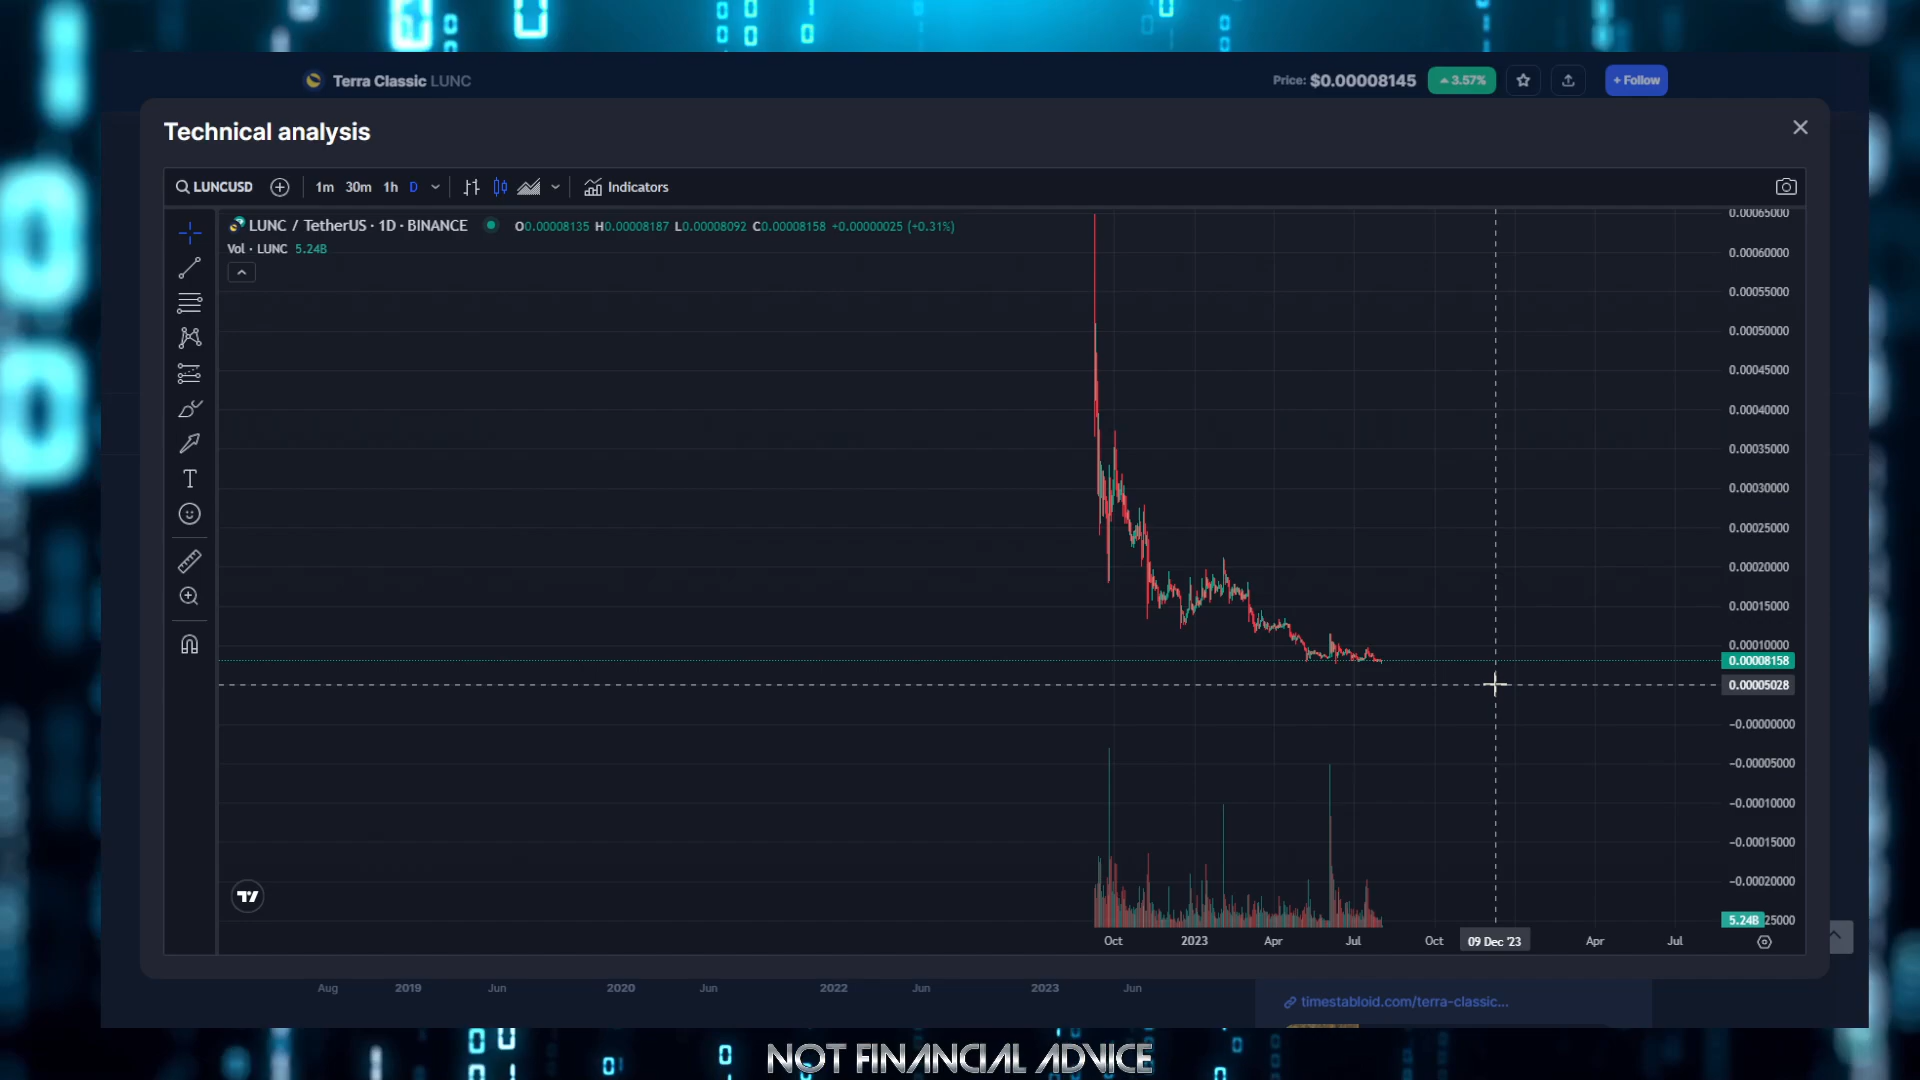 Terra Classic LUNC
Price: $0.00008145 3.57% + Follow
Technical analysis
LUNCUSD 1m 30m 1h D Indicators
LUNC / TetherUS · 1D · BINANCE O0.00008135 H0.00008187 L0.00008092 C0.00008158 +0.00000025 (+0.31%)
Vol · LUNC 5.24B
0.00065000
0.00060000
0.00055000
0.00050000
0.00045000
0.00040000
0.00035000
0.00030000
0.00025000
0.00020000
0.00015000
0.00010000
0.00008158
0.00005028
−0.00000000
−0.00005000
−0.00010000
−0.00015000
−0.00020000
5.24B 25000
Oct 2023 Apr Jul Oct 09 Dec '23 Apr Jul
Aug 2019 Jun 2020 Jun 2022 Jun 2023 Jun
timestabloid.com/terra-classic...
NOT FINANCIAL ADVICE